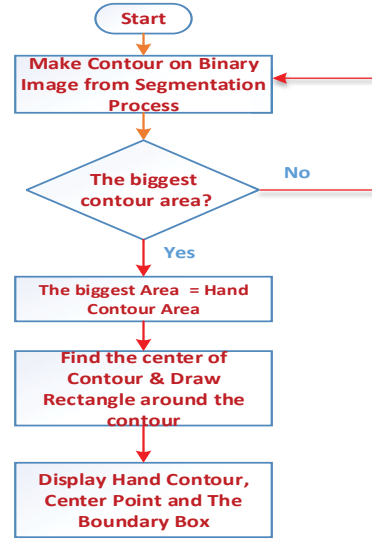 Start
Make Contour on Binary
Image from Segmentation
Process
The biggest
contour area?
No
Yes
The biggest Area = Hand
Contour Area
Find the center of
Contour & Draw
Rectangle around the
contour
Display Hand Contour,
Center Point and The
Boundary Box